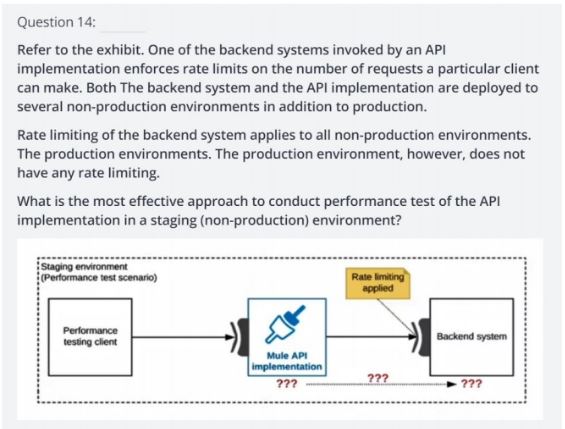 Question 14:
Refer to the exhibit. One of the backend systems invoked by an API
implementation enforces rate limits on the number of requests a particular client
can make. Both The backend system and the API implementation are deployed to
several non-production environments in addition to production.
Rate limiting of the backend system applies to all non-production environments.
The production environments. The production environment, however, does not
have any rate limiting.
What is the most effective approach to conduct performance test of the API
implementation in a staging (non-production) environment?
Staging environment
(Performance test scenario)
Rate limiting
applied
Performance
testing client
Mule API
implementation
Backend system
???
???
???